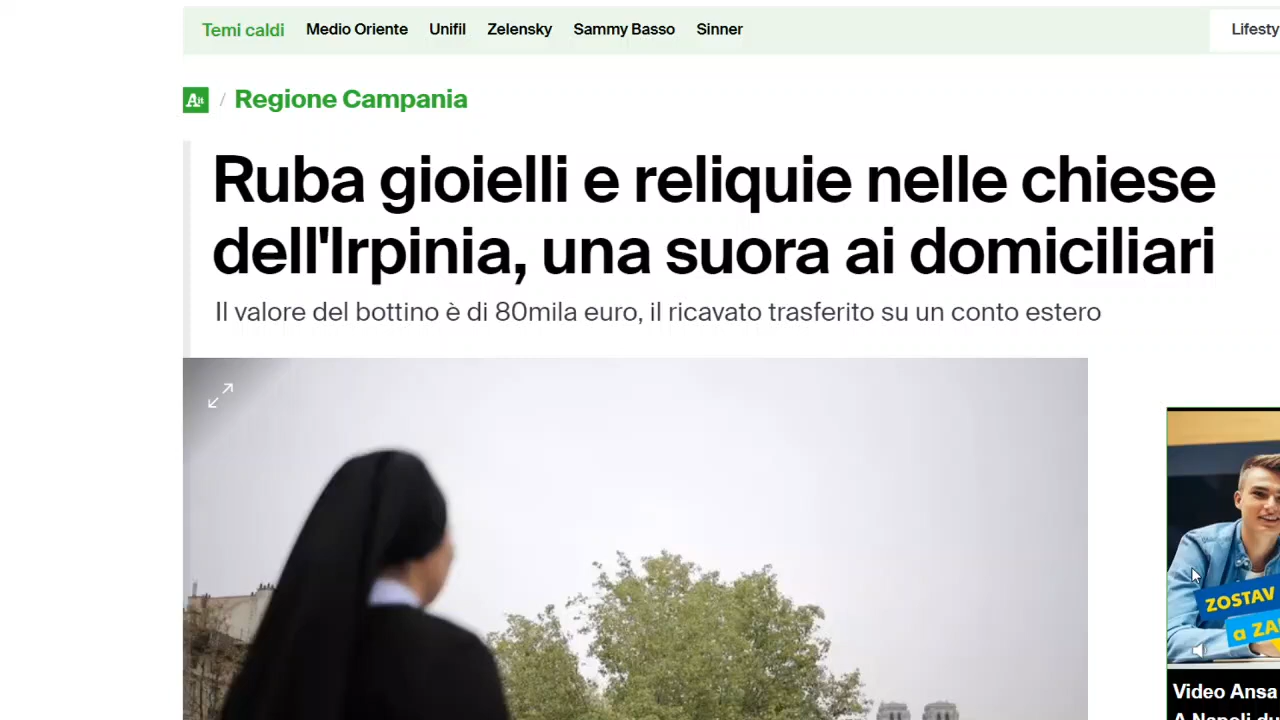 Temi caldi Medio Oriente Unifil Zelensky Sammy Basso Sinner
A.it / Regione Campania
Ruba gioielli e reliquie nelle chiese
dell'Irpinia, una suora ai domiciliari
Il valore del bottino è di 80mila euro, il ricavato trasferito su un conto estero
ZOSTAV
a
Video Ansa
A Napoli